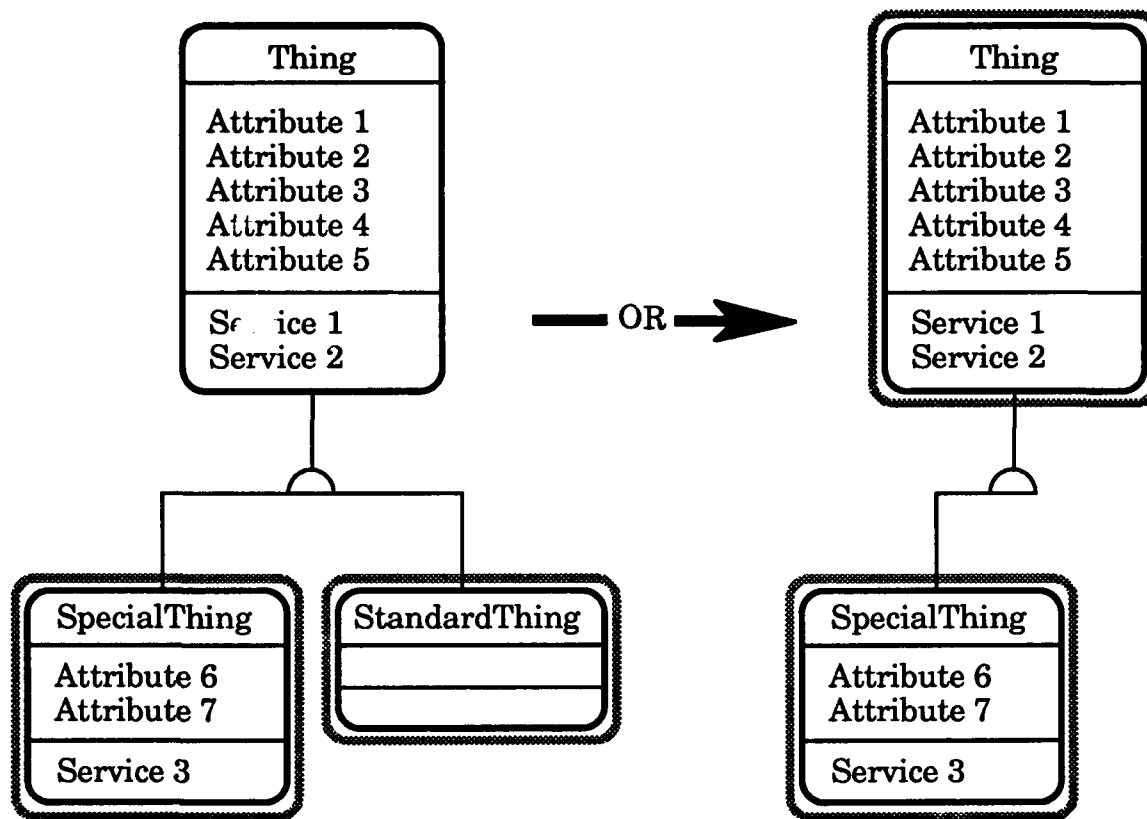 Thing
Attribute 1
Attribute 2
Attribute 3
Attribute 4
Attribute 5
Service 2
OR
Thing
Attribute 1
Attribute 2
Attribute 3
Attribute 4
Attribute 5
Service 1
Service 2
SpecialThing
Attribute 6
Attribute 7
Service 3
StandardThing
SpecialThing
Attribute 6
Attribute 7
Service 3